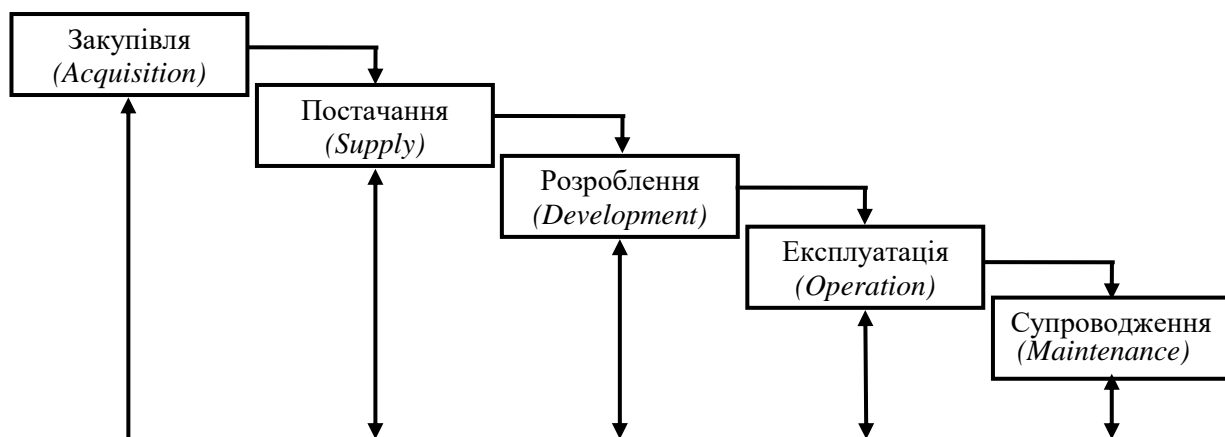 Закупівля
(Acquisition)
Постачання
(Supply)
Розроблення
(Development)
Експлуатація
(Operation)
Супроводження
(Maintenance)